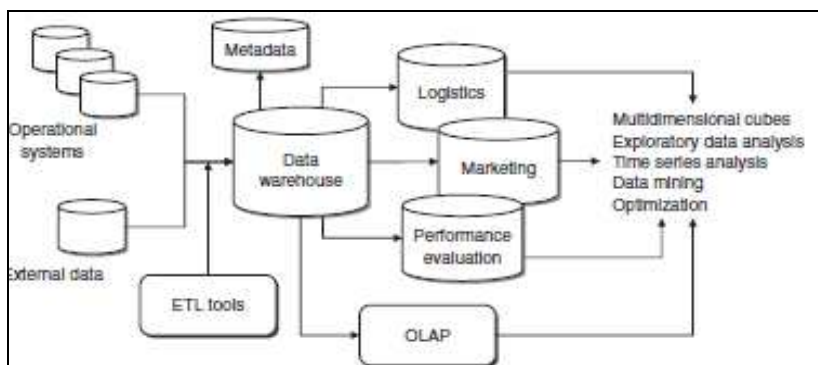 Metadata
Logistics
Operational
systems
Data
warehouse
Marketing
Multidimensional cubes
Exploratory data analysis
Time series analysis
Data mining
Optimization
Performance
evaluation
External data
ETL tools
OLAP